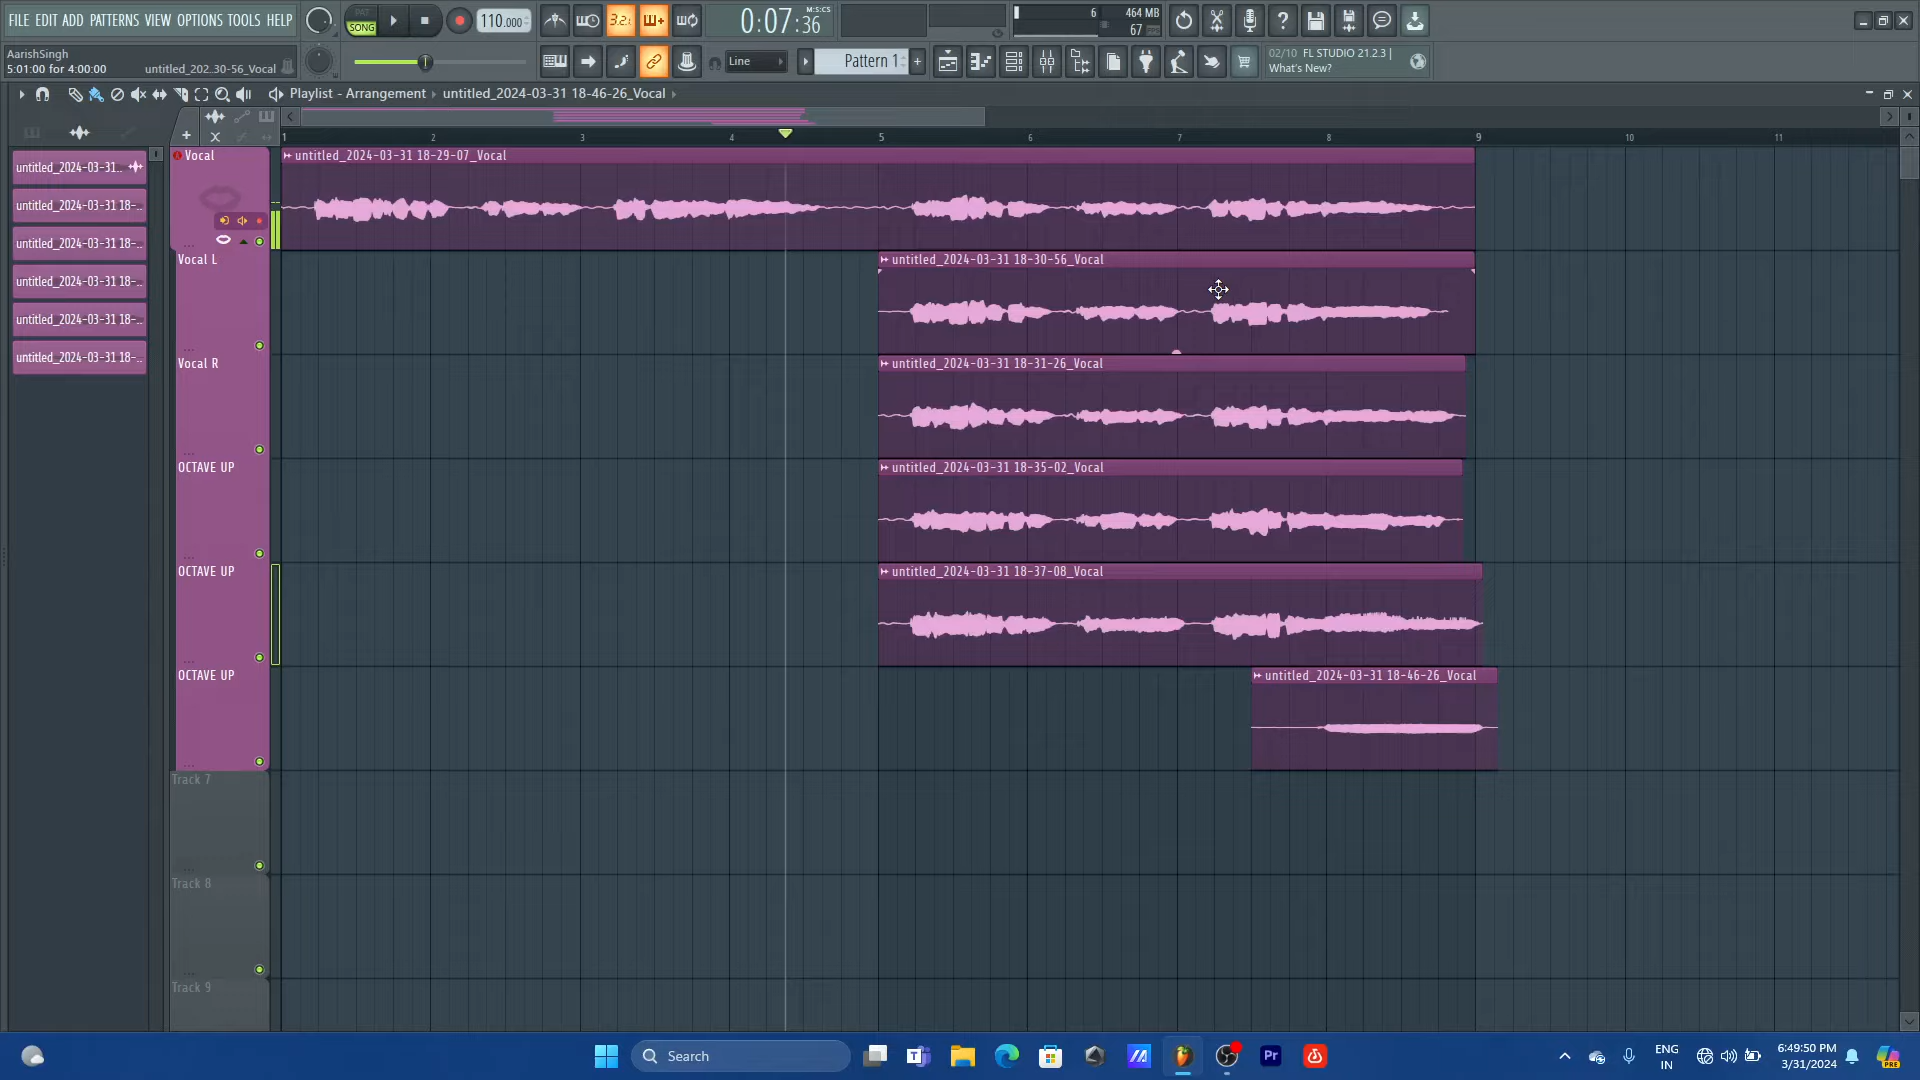 FILE EDIT ADD PATTERNS VIEW OPTIONS TOOLS HELP
PAT
SONG
110.000
3.2:
0:07:36
M:S:CS
6
464 MB
67
AarishSingh
5:01:00 for 4:00:00
untitled_202..30-56_Vocal
Line
Pattern 1
+
02/10 FL STUDIO 21.2.3 |
What's New?
Playlist - Arrangement
untitled_2024-03-31 18-46-26_Vocal
1 2 3 4 5 6 7 8 9 10 11
untitled_2024-03-31..
untitled_2024-03-31 18-..
untitled_2024-03-31 18-..
untitled_2024-03-31 18-..
untitled_2024-03-31 18-..
untitled_2024-03-31 18-..
Vocal
untitled_2024-03-31 18-29-07_Vocal
Vocal L
untitled_2024-03-31 18-30-56_Vocal
Vocal R
untitled_2024-03-31 18-31-26_Vocal
OCTAVE UP
untitled_2024-03-31 18-35-02_Vocal
OCTAVE UP
untitled_2024-03-31 18-37-08_Vocal
OCTAVE UP
untitled_2024-03-31 18-46-26_Vocal
Track 7
Track 8
Track 9
Search
Pr
ENG
IN
6:49:50 PM
3/31/2024
PRE